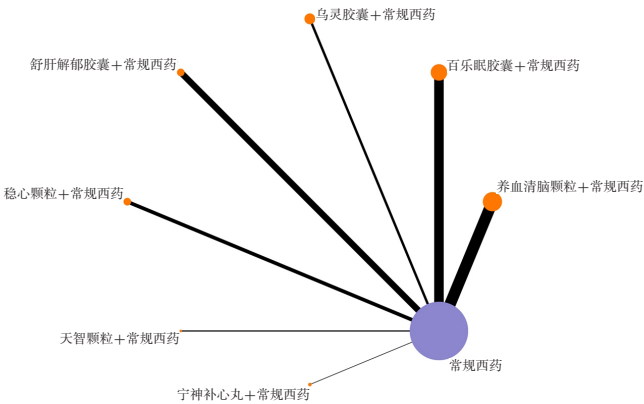 乌灵胶囊+常规西药
舒肝解郁胶囊+常规西药
百乐眠胶囊+常规西药
稳心颗粒+常规西药
养血清脑颗粒+常规西药
天智颗粒+常规西药
常规西药
宁神补心丸+常规西药